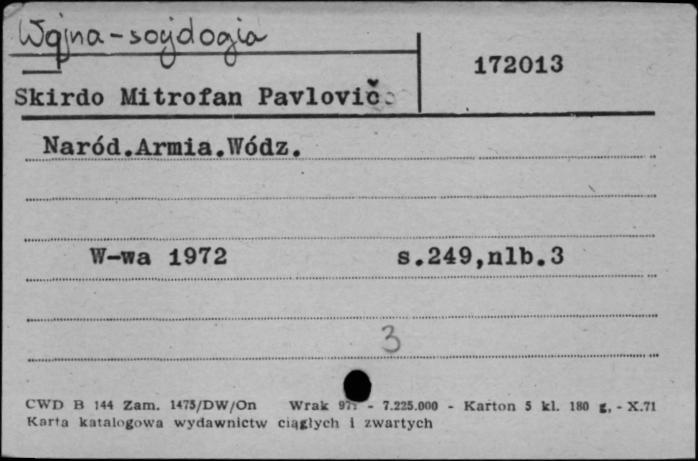 Wojna-socjologia
172013
Skirdo Mitrofan Pavlovič
Naród.Armia.Wódz.
W-wa 1972 s.249,nlb.3
3
CWD B 144 Zam. 1475/DW/On Wrak - 7.225.000 - Karton 5 kl. 180 g, - X.71
Karta katalogowa wydawnictw ciągłych i zwartych